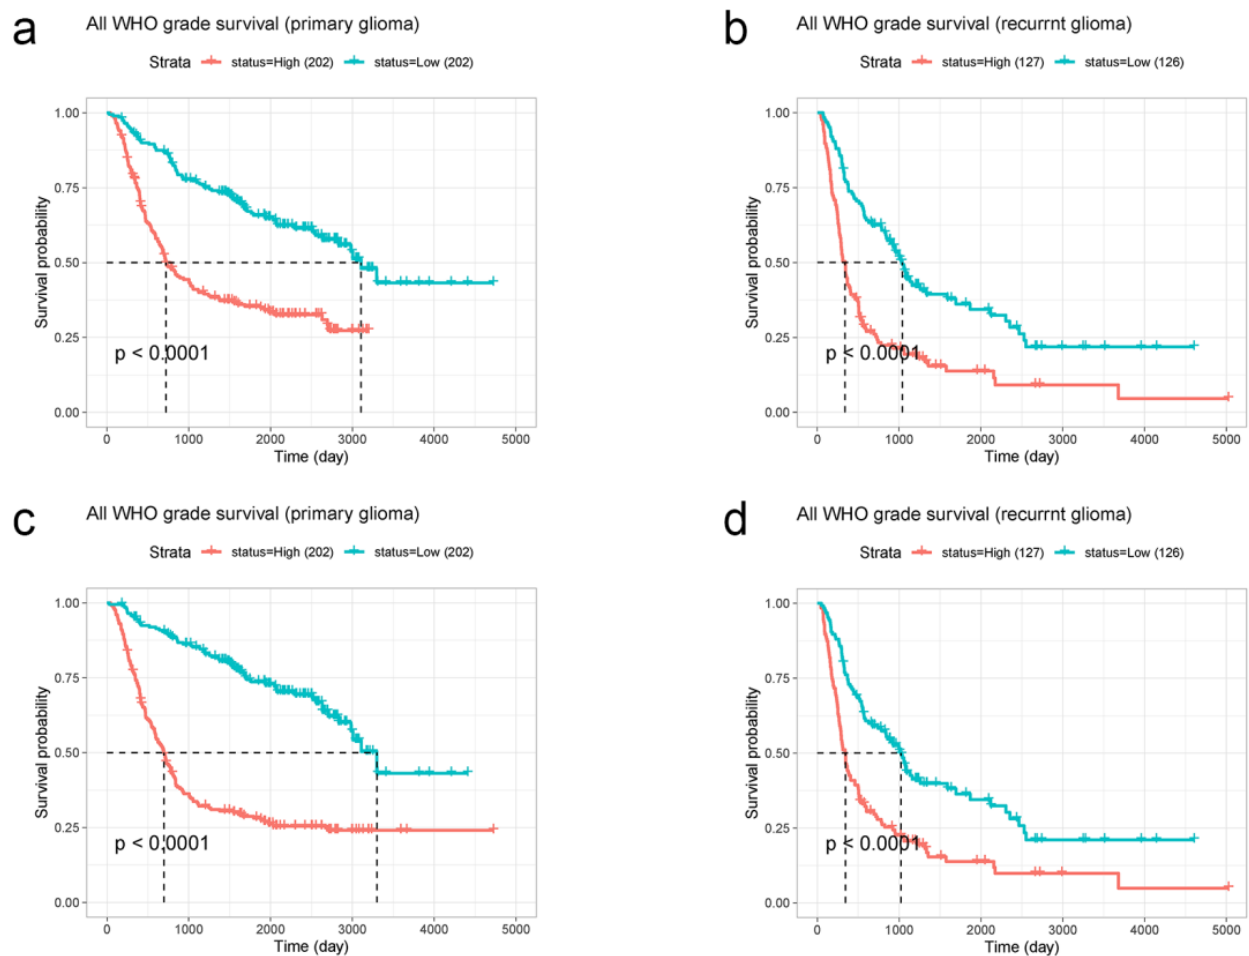 a
All WHO grade survival (primary glioma)
Strata status=High (202) status=Low (202)
1.00
0.75
0.50
0.25
0.00
Survival probability
p < 0.0001
0 1000 2000 3000 4000 5000
Time (day)
b
All WHO grade survival (recurrnt glioma)
Strata status=High (127) status=Low (126)
1.00
0.75
0.50
0.25
0.00
Survival probability
p < 0.0001
0 1000 2000 3000 4000 5000
Time (day)
c
All WHO grade survival (primary glioma)
Strata status=High (202) status=Low (202)
1.00
0.75
0.50
0.25
0.00
Survival probability
p < 0.0001
0 1000 2000 3000 4000 5000
Time (day)
d
All WHO grade survival (recurrnt glioma)
Strata status=High (127) status=Low (126)
1.00
0.75
0.50
0.25
0.00
Survival probability
p < 0.0001
0 1000 2000 3000 4000 5000
Time (day)